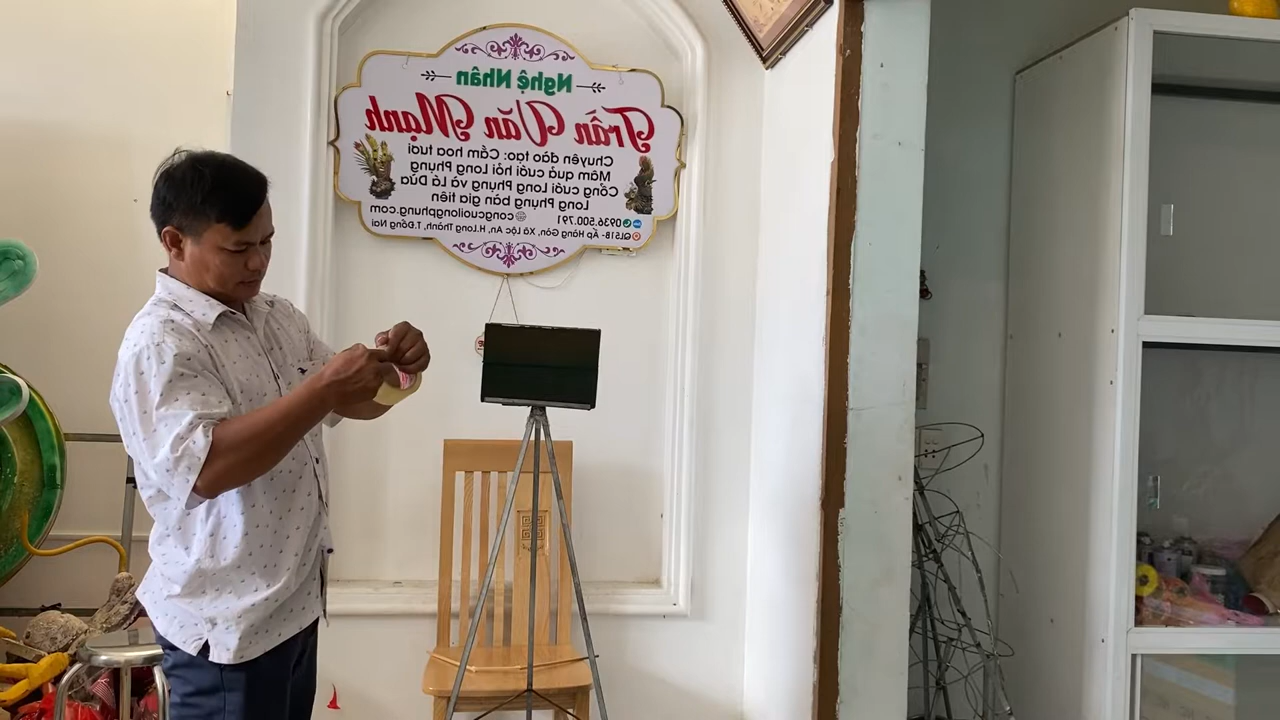 Nghệ Nhân
Trần Văn Mạnh
Chuyên đào tạo: Cắm hoa tươi
Mâm quả cưới hỏi Long Phụng
Cổng cưới Long Phụng và Lá Dừa
Long Phụng bàn gia tiên
0936.500.791 congcuoilongphung.com
QL51B- Ấp Hàng Gòn, Xã Lộc An, H.Long Thành, T.Đồng Nai